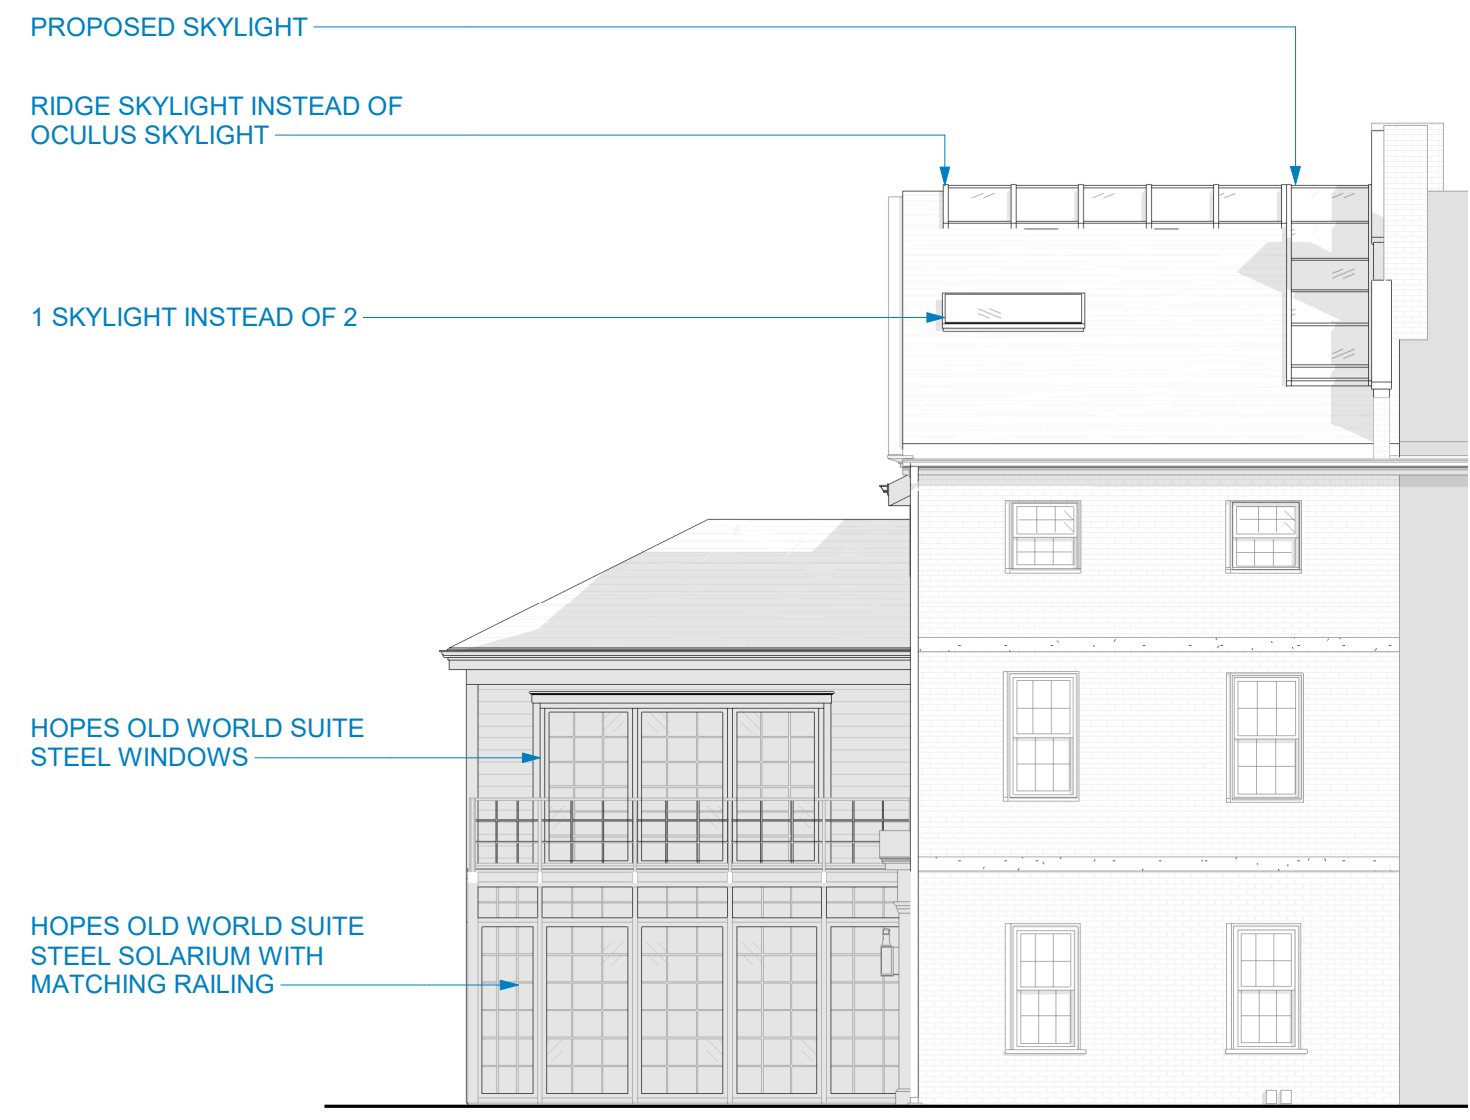 PROPOSED SKYLIGHT
RIDGE SKYLIGHT INSTEAD OF
OCULUS SKYLIGHT
1 SKYLIGHT INSTEAD OF 2
HOPES OLD WORLD SUITE
STEEL WINDOWS
HOPES OLD WORLD SUITE
STEEL SOLARIUM WITH
MATCHING RAILING